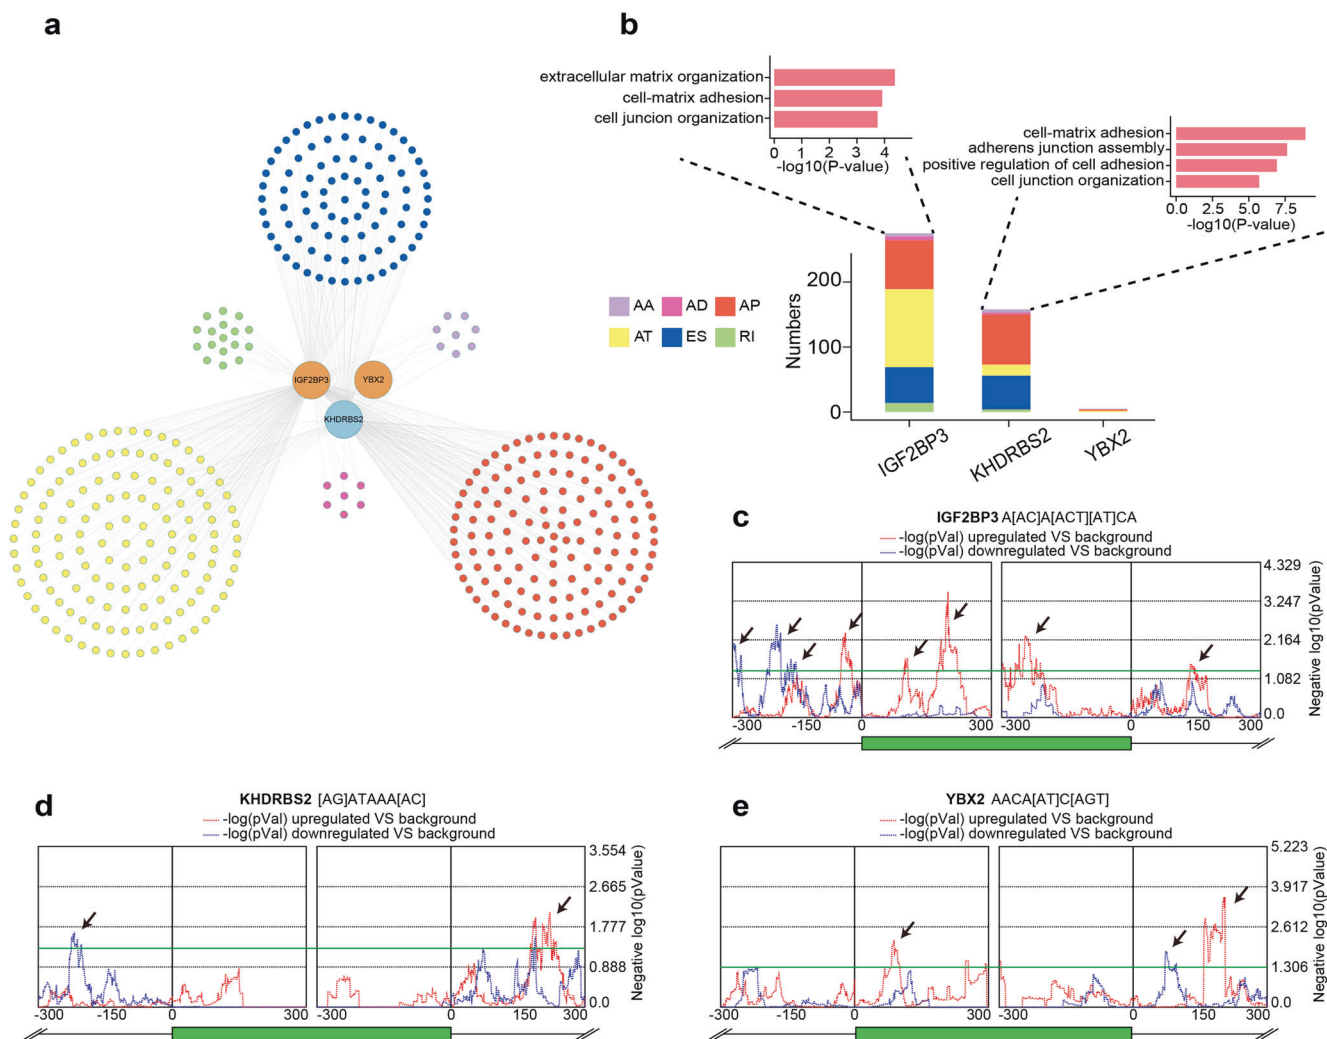 a
IGF2BP3
YBX2
KHDRBS2
b
extracellular matrix organization
cell-matrix adhesion
cell juncion organization
0 1 2 3 4
-log10(P-value)
cell-matrix adhesion
adherens junction assembly
positive regulation of cell adhesion
cell junction organization
0.0 2.5 5.0 7.5
-log10(P-value)
AA AD AP
AT ES RI
Numbers
200
100
0
IGF2BP3
KHDRBS2
YBX2
c
IGF2BP3 A[AC]A[ACT][AT]CA
-log(pVal) upregulated VS background
-log(pVal) downregulated VS background
4.329
3.247
2.164
1.082
0.0
Negative log10(pValue)
-300 -150 0 300 -300 0 150 300
d
KHDRBS2 [AG]ATAAA[AC]
-log(pVal) upregulated VS background
-log(pVal) downregulated VS background
3.554
2.665
1.777
0.888
0.0
Negative log10(pValue)
-300 -150 0 300 -300 0 150 300
e
YBX2 AACA[AT]C[AGT]
-log(pVal) upregulated VS background
-log(pVal) downregulated VS background
5.223
3.917
2.612
1.306
0.0
Negative log10(pValue)
-300 -150 0 300 -300 0 150 300